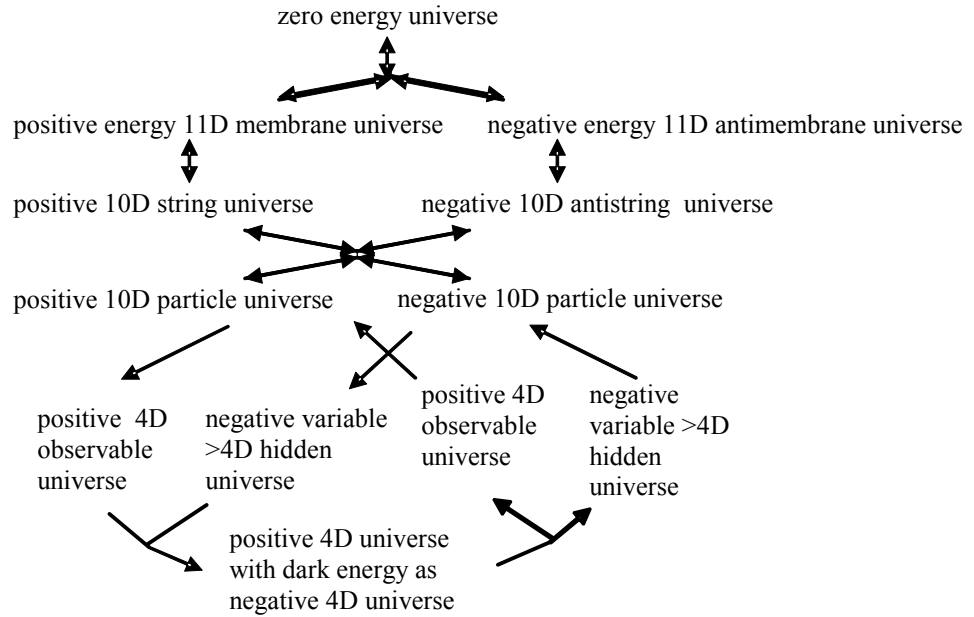 zero energy universe
positive energy 11D membrane universe
negative energy 11D antimembrane universe
positive 10D string universe
negative 10D antistring universe
positive 10D particle universe
negative 10D particle universe
positive 4D
observable
universe
negative variable
>4D hidden
universe
positive 4D
observable
universe
negative
variable >4D
hidden
universe
positive 4D universe
with dark energy as
negative 4D universe